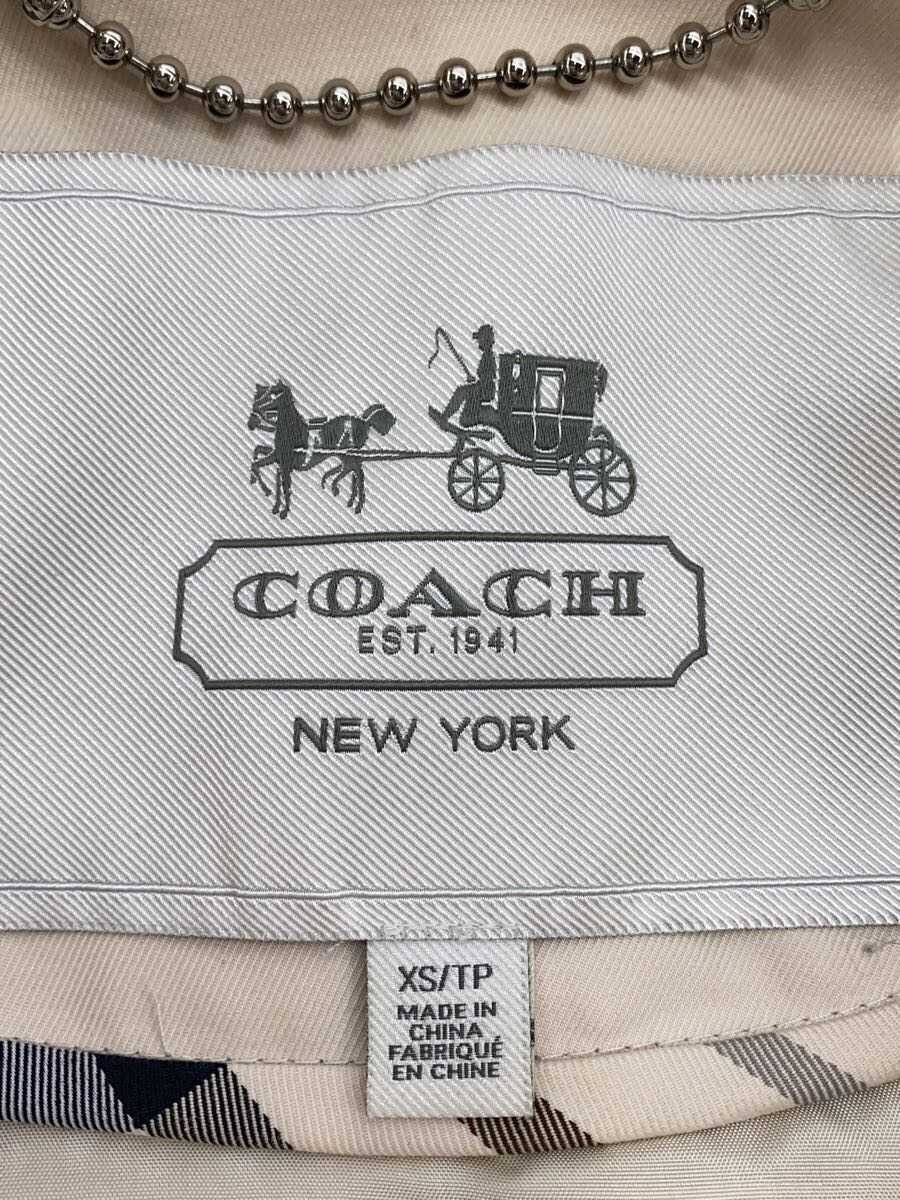 COACH
EST. 1941
NEW YORK
XS/TP
MADE IN
CHINA
FABRIQUÉ
EN CHINE